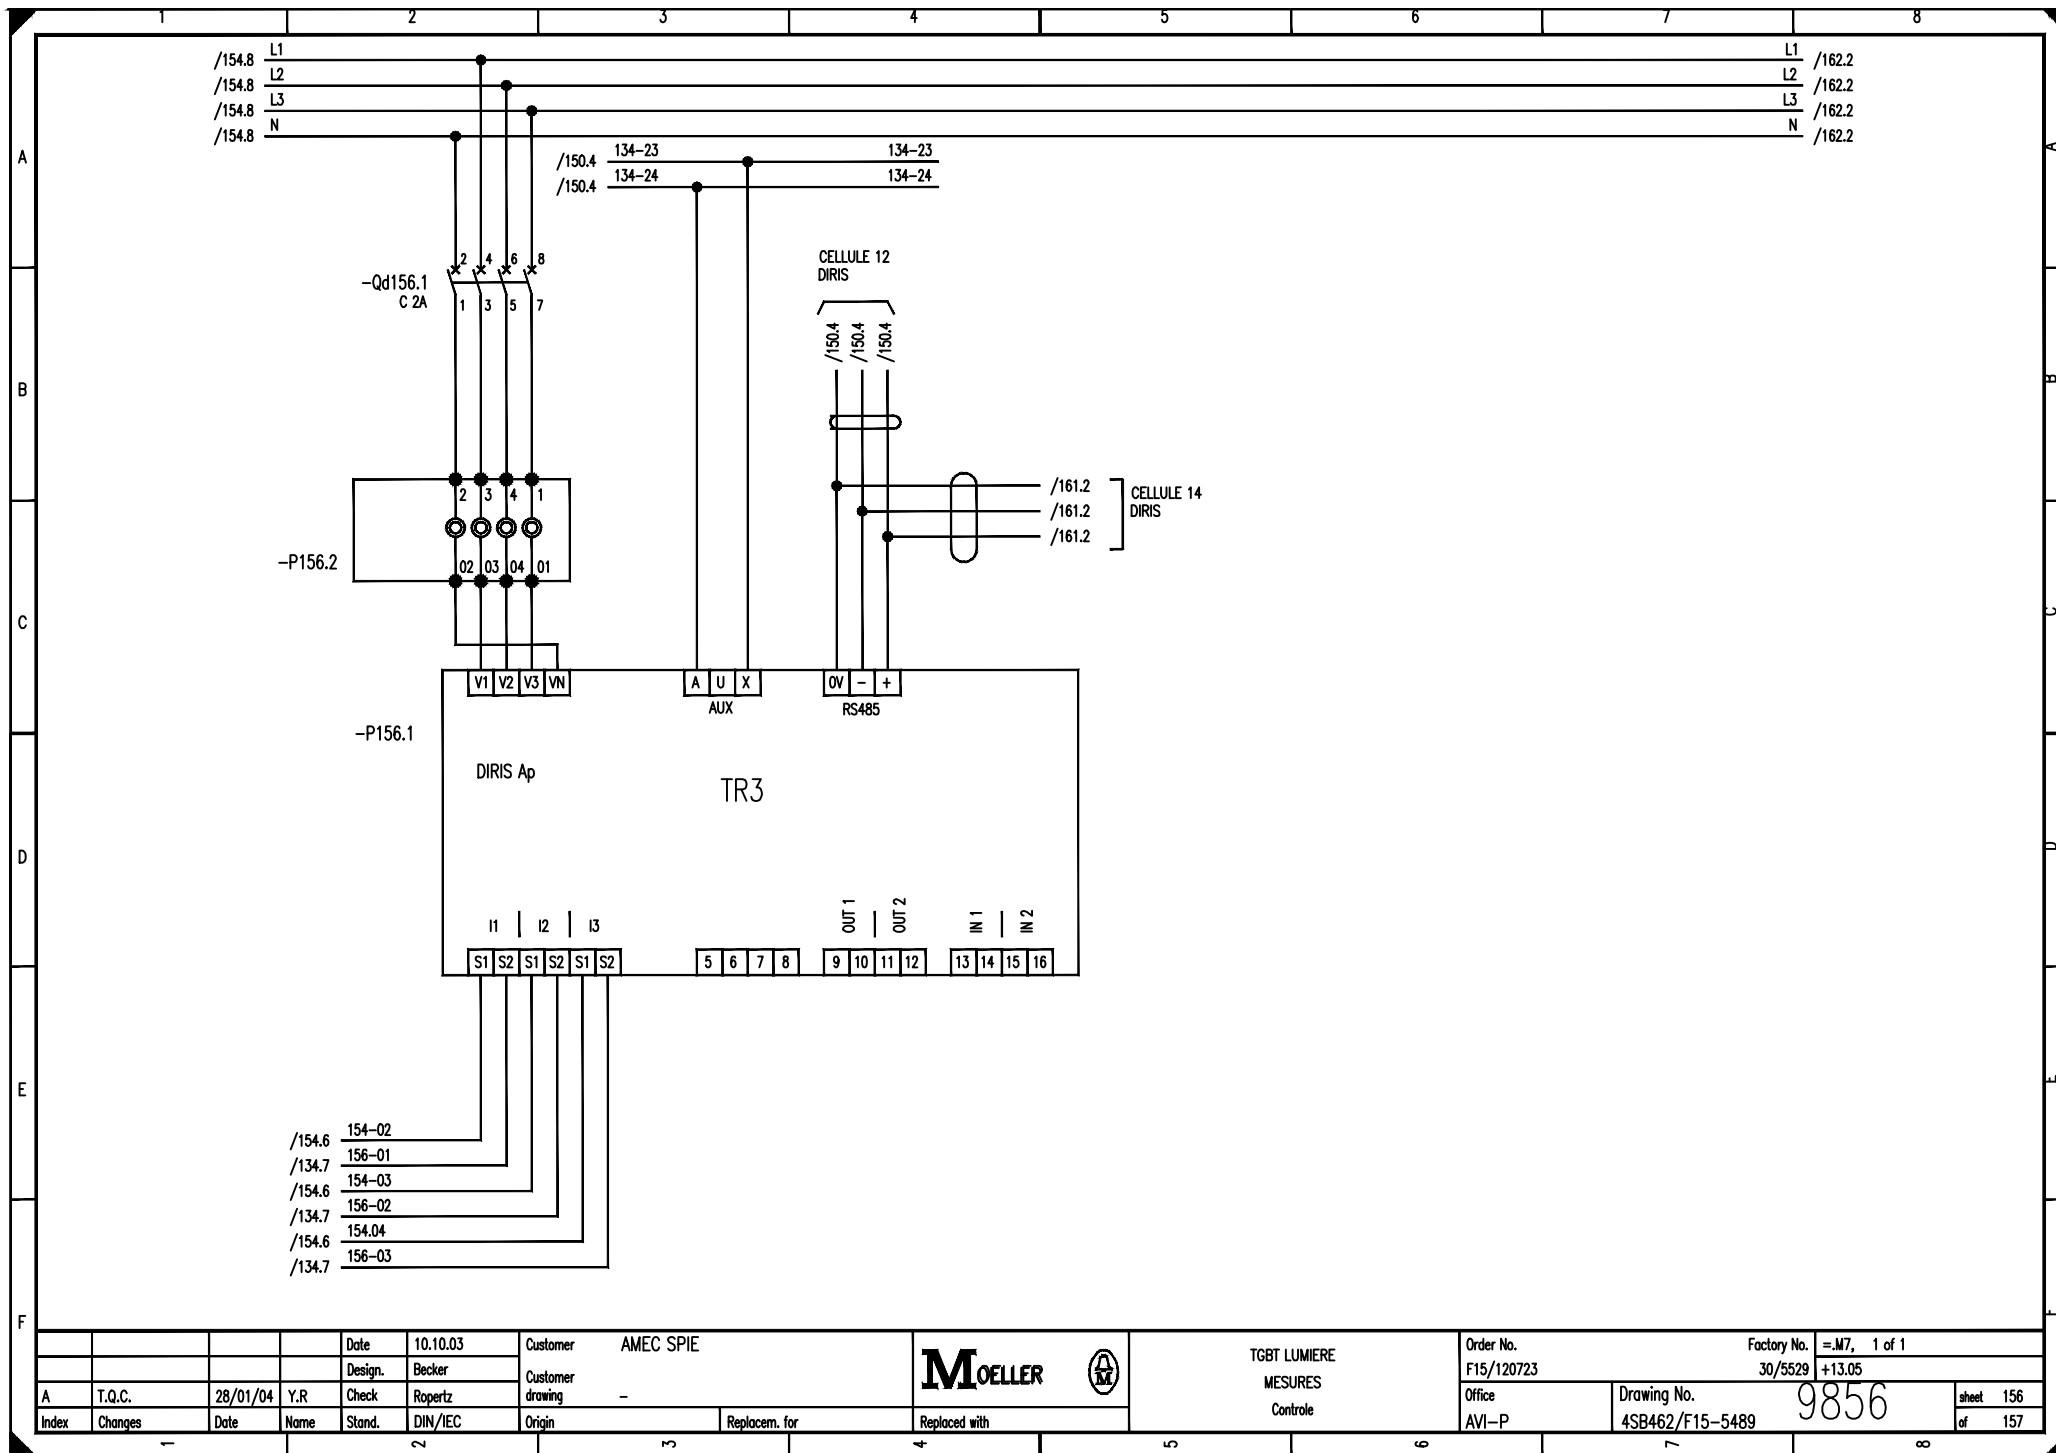 1 2 3 4 5 6 7 8
/154.8 L1 L1 /162.2
/154.8 L2 L2 /162.2
/154.8 L3 L3 /162.2
/154.8 N N /162.2
A A
/150.4 134-23 134-23
/150.4 134-24 134-24
CELLULE 12
DIRIS
2 4 6 8
-Qd156.1
C 2A
1 3 5 7
/150.4 /150.4 /150.4
B B
2 3 4 1
/161.2
/161.2
/161.2
CELLULE 14
DIRIS
-P156.2
02 03 04 01
C C
V1 V2 V3 VN
A U X
0V - +
AUX
RS485
-P156.1
DIRIS Ap
TR3
D D
I1 I2 I3
OUT 1 OUT 2
IN 1 IN 2
S1 S2 S1 S2 S1 S2
5 6 7 8
9 10 11 12
13 14 15 16
E E
/154.6 154-02
/134.7 156-01
/154.6 154-03
/134.7 156-02
/154.6 154.04
/134.7 156-03
F F
Date 10.10.03
Design. Becker
A T.Q.C. 28/01/04 Y.R Check Ropertz
Index Changes Date Name Stand. DIN/IEC
Customer AMEC SPIE
Customer
drawing -
Origin Replacem. for Replaced with
MOELLER
M
TGBT LUMIERE
MESURES
Controle
Order No. Factory No. =.M7, 1 of 1
F15/120723 30/5529 +13.05
Office Drawing No. 9856 sheet 156
AVI-P 4SB462/F15-5489 of 157
1 2 3 4 5 6 7 8